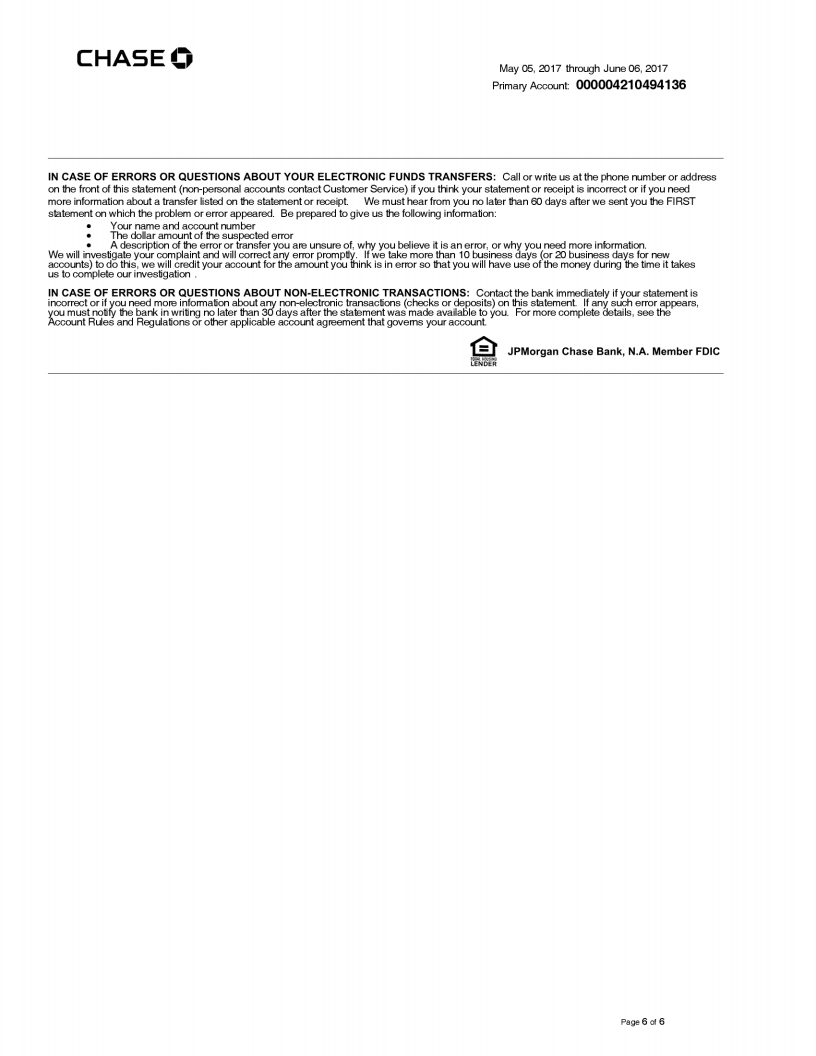 CHASE
May 05, 2017 through June 06, 2017
Primary Account: 000004210494136
IN CASE OF ERRORS OR QUESTIONS ABOUT YOUR ELECTRONIC FUNDS TRANSFERS: Call or write us at the phone number or address
on the front of this statement (non-personal accounts contact Customer Service) if you think your statement or receipt is incorrect or if you need
more information about a transfer listed on the statement or receipt. We must hear from you no later than 60 days after we sent you the FIRST
statement on which the problem or error appeared. Be prepared to give us the following information:
• Your name and account number
• The dollar amount of the suspected error
• A description of the error or transfer you are unsure of, why you believe it is an error, or why you need more information.
We will investigate your complaint and will correct any error promptly. If we take more than 10 business days (or 20 business days for new
accounts) to do this, we will credit your account for the amount you think is in error so that you will have use of the money during the time it takes
us to complete our investigation .
IN CASE OF ERRORS OR QUESTIONS ABOUT NON-ELECTRONIC TRANSACTIONS: Contact the bank immediately if your statement is
incorrect or if you need more information about any non-electronic transactions (checks or deposits) on this statement. If any such error appears,
you must notify the bank in writing no later than 30 days after the statement was made available to you. For more complete details, see the
Account Rules and Regulations or other applicable account agreement that governs your account.
EQUAL HOUSING
LENDER
JPMorgan Chase Bank, N.A. Member FDIC
Page 6 of 6